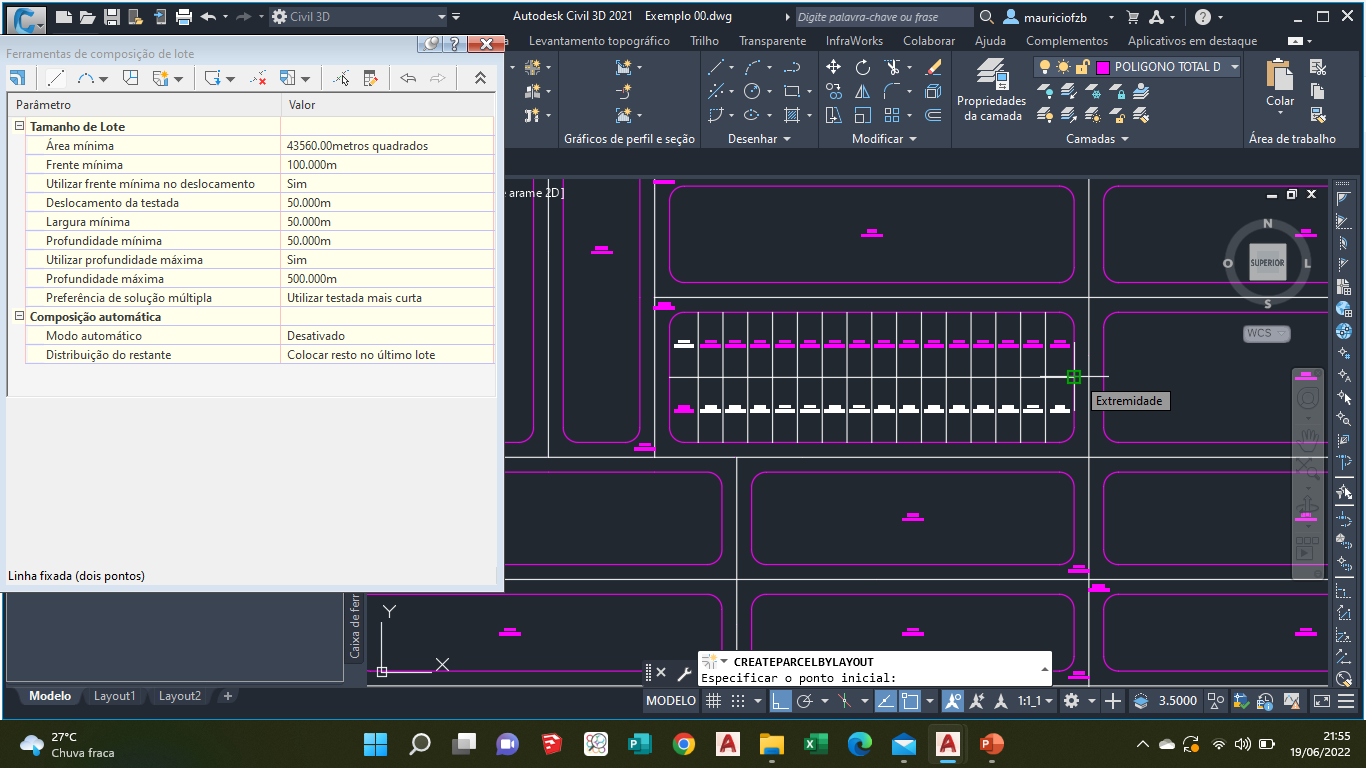 Civil 3D
Autodesk Civil 3D 2021 Exemplo 00.dwg
Digite palavra-chave ou frase
mauriciofzb
Levantamento topográfico Trilho Transparente InfraWorks Colaborar Ajuda Complementos Aplicativos em destaque
Ferramentas de composição de lote
Parâmetro Valor
Tamanho de Lote
Área mínima 43560.00metros quadrados
Frente mínima 100.000m
Utilizar frente mínima no deslocamento Sim
Deslocamento da testada 50.000m
Largura mínima 50.000m
Profundidade mínima 50.000m
Utilizar profundidade máxima Sim
Profundidade máxima 500.000m
Preferência de solução múltipla Utilizar testada mais curta
Composição automática
Modo automático Desativado
Distribuição do restante Colocar resto no último lote
Linha fixada (dois pontos)
POLIGONO TOTAL D
Propriedades
da camada
Colar
Gráficos de perfil e seção Desenhar Modificar Camadas Área de trabalho
e arame 2D]
N
O SUPERIOR L
S
WCS
Extremidade
Caixa de ferr
Y
X
CREATEPARCELBYLAYOUT
Especificar o ponto inicial:
Modelo Layout1 Layout2 +
MODELO 1:1_1 3.5000
27°C
Chuva fraca
21:55
19/06/2022